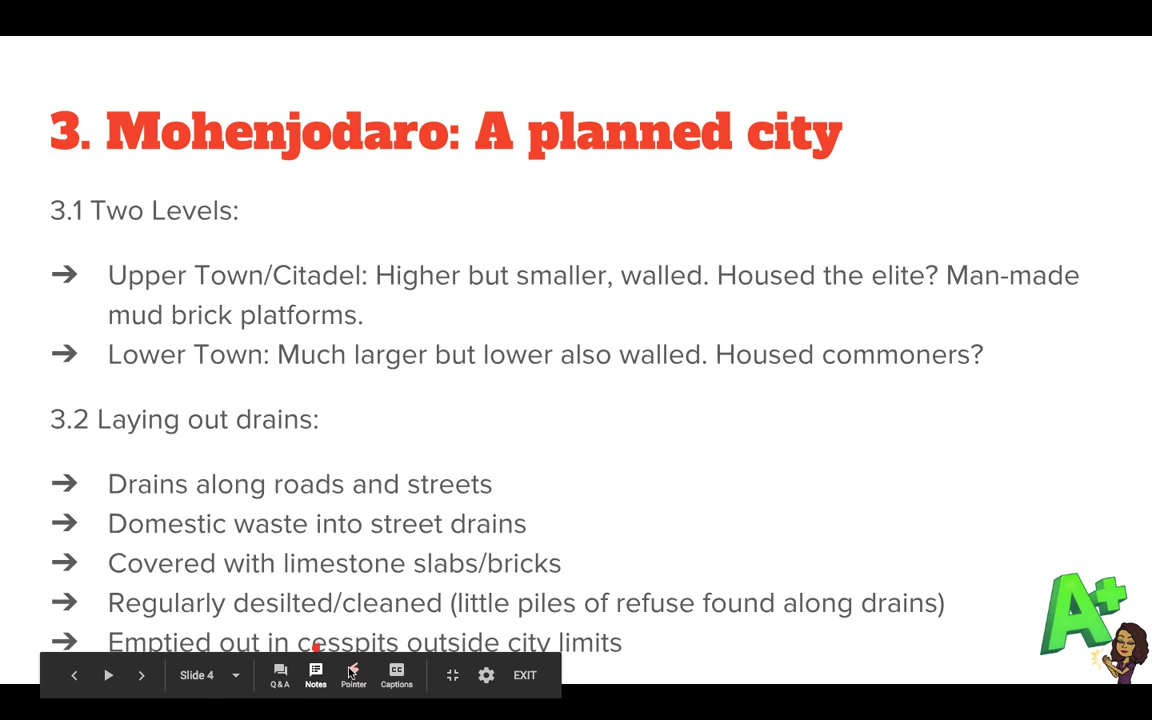 3. Mohenjodaro: A planned city
3.1 Two Levels:
➔ Upper Town/Citadel: Higher but smaller, walled. Housed the elite? Man-made
mud brick platforms.
➔ Lower Town: Much larger but lower also walled. Housed commoners?
3.2 Laying out drains:
➔ Drains along roads and streets
➔ Domestic waste into street drains
➔ Covered with limestone slabs/bricks
➔ Regularly desilted/cleaned (little piles of refuse found along drains)
➔ Emptied out in cesspits outside city limits
A+
Slide 4
Q & A
Notes
Pointer
CC
Captions
EXIT